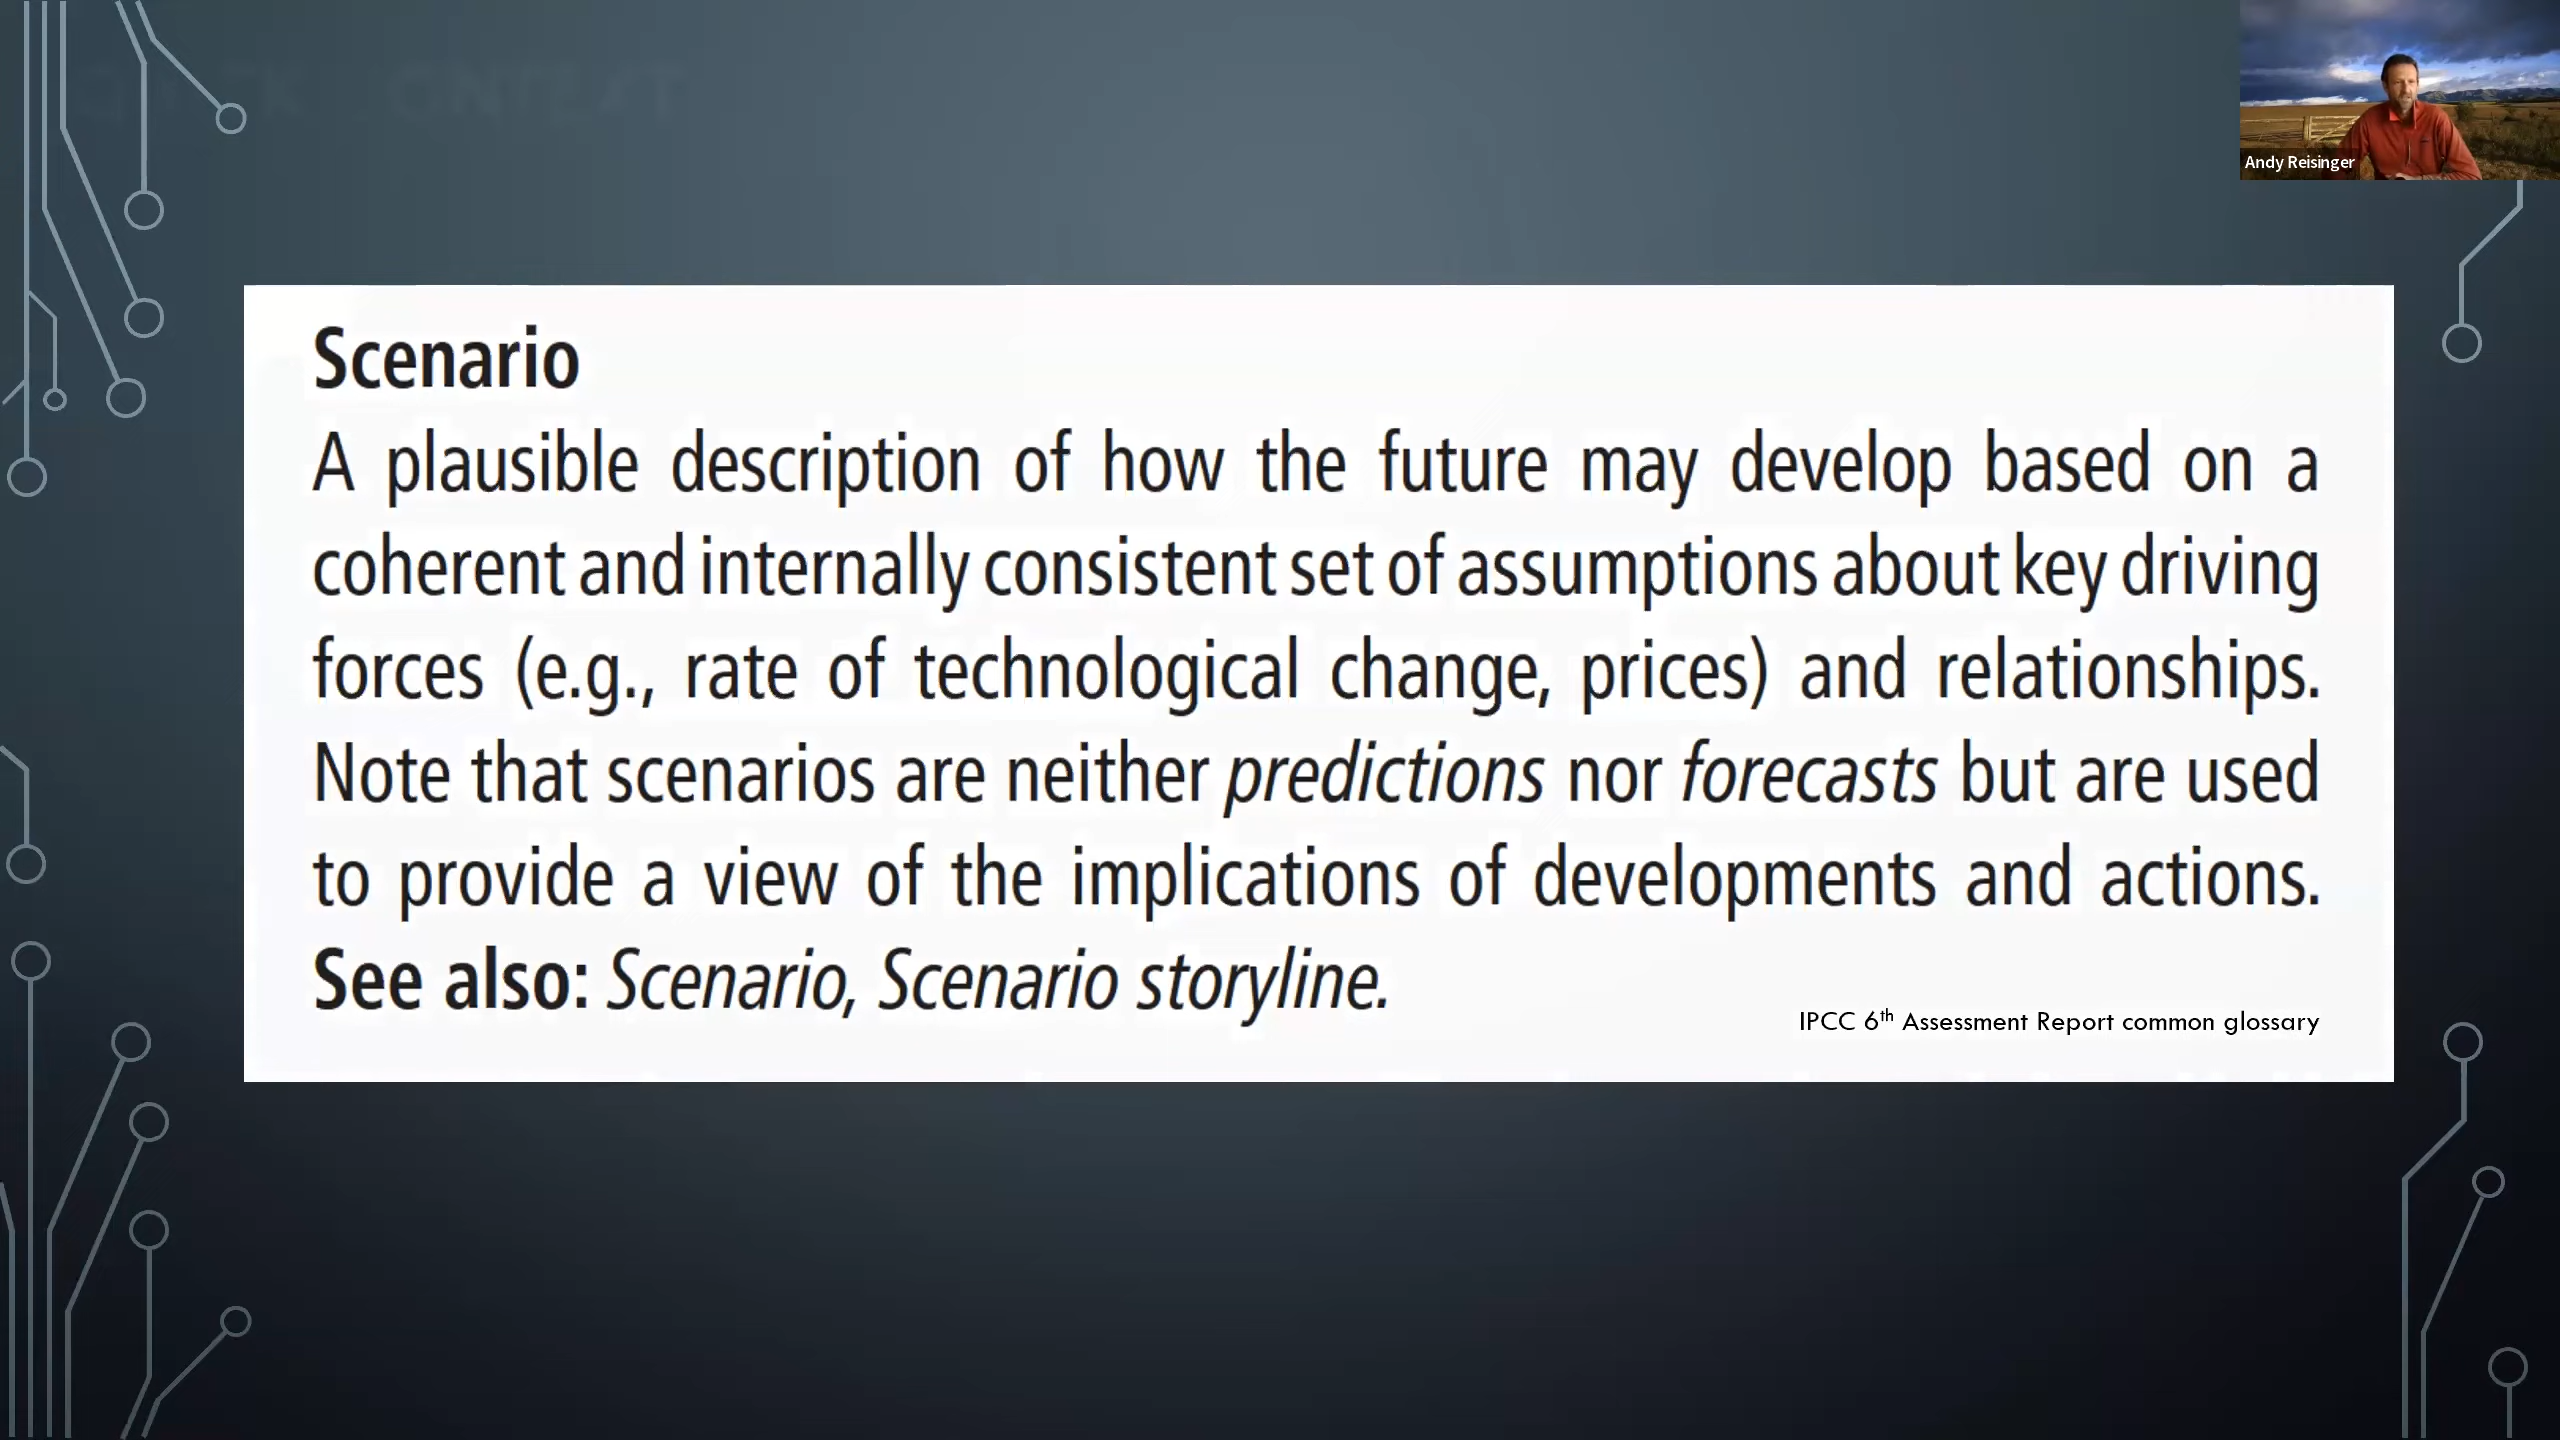 Andy Reisinger
Scenario
A plausible description of how the future may develop based on a
coherent and internally consistent set of assumptions about key driving
forces (e.g., rate of technological change, prices) and relationships.
Note that scenarios are neither predictions nor forecasts but are used
to provide a view of the implications of developments and actions.
See also: Scenario, Scenario storyline.
IPCC 6th Assessment Report common glossary